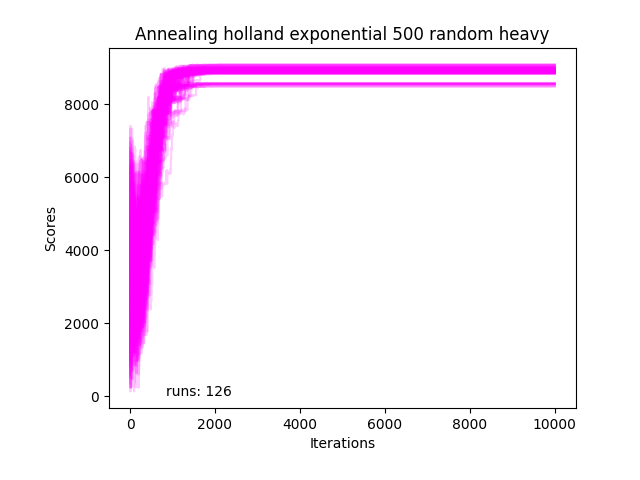 Annealing holland exponential 500 random heavy
8000
6000
4000
2000
0
Scores
runs: 126
0 2000 4000 6000 8000 10000
Iterations